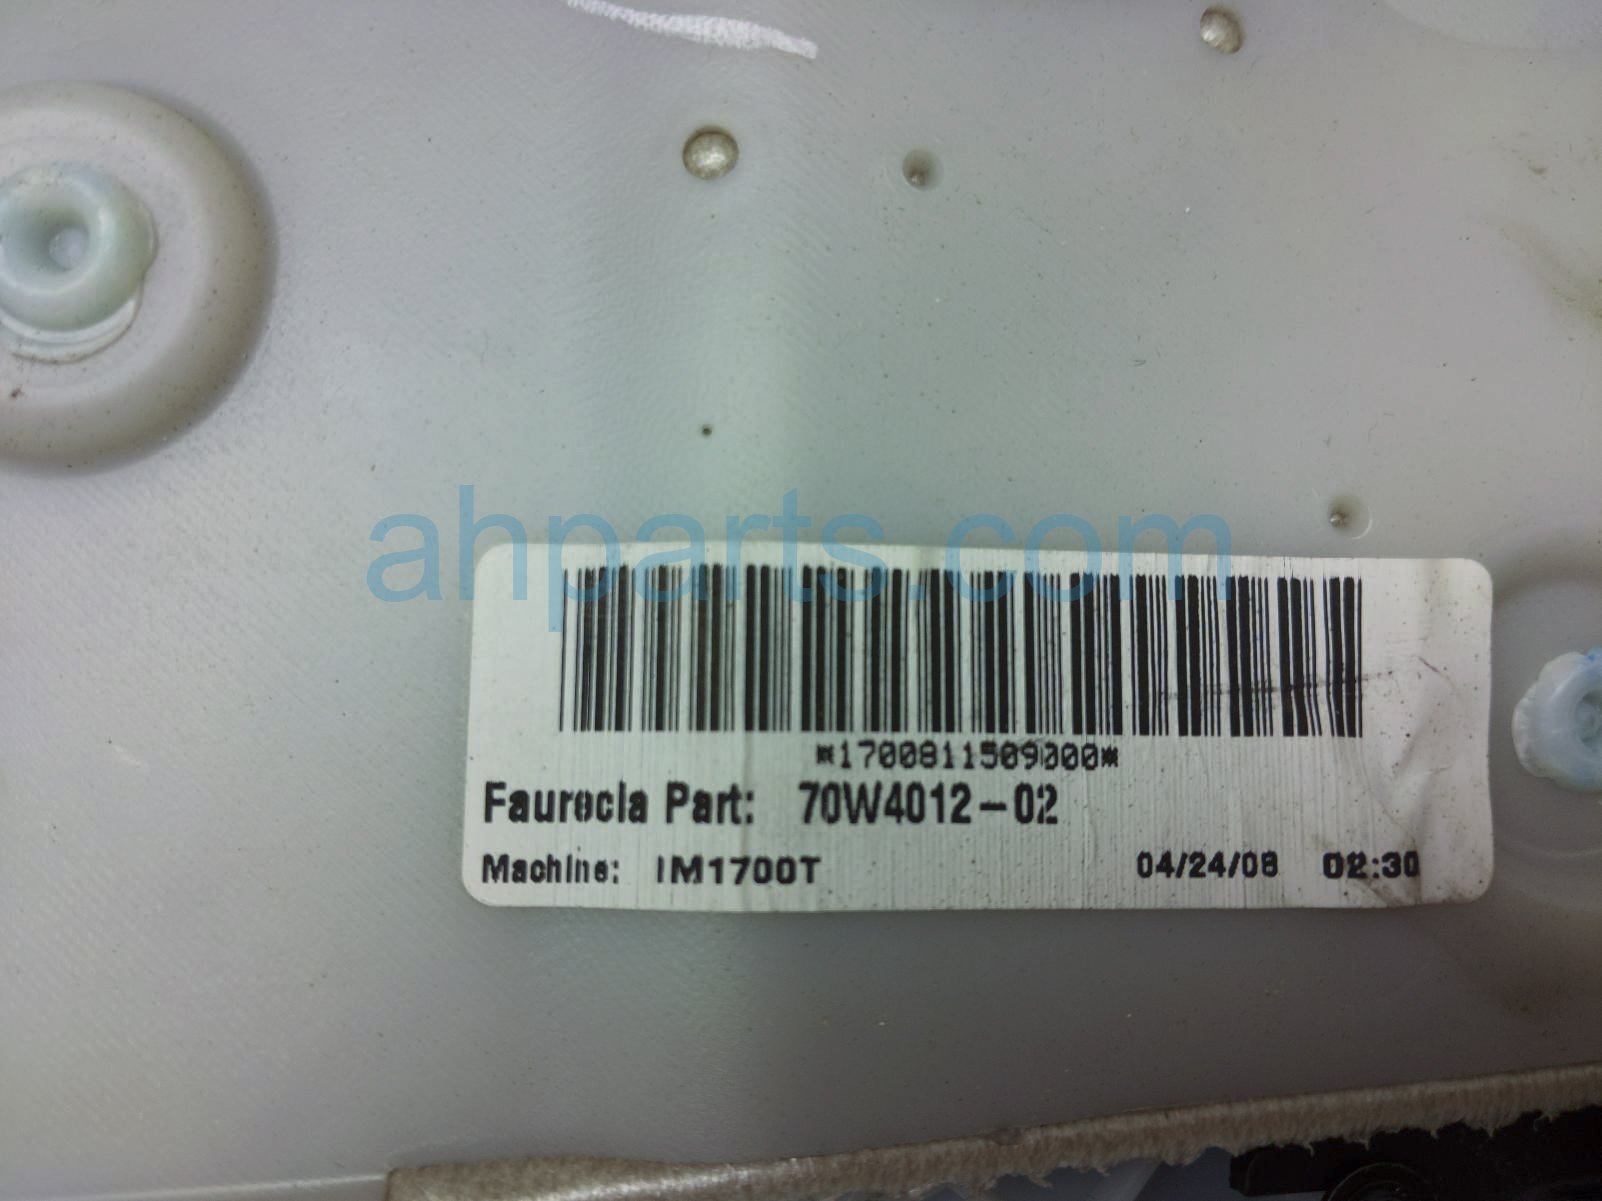 ahparts.com
*1700811509000*
Faurecia Part: 70W4012-02
Machine: IM1700T 04/24/08 02:30